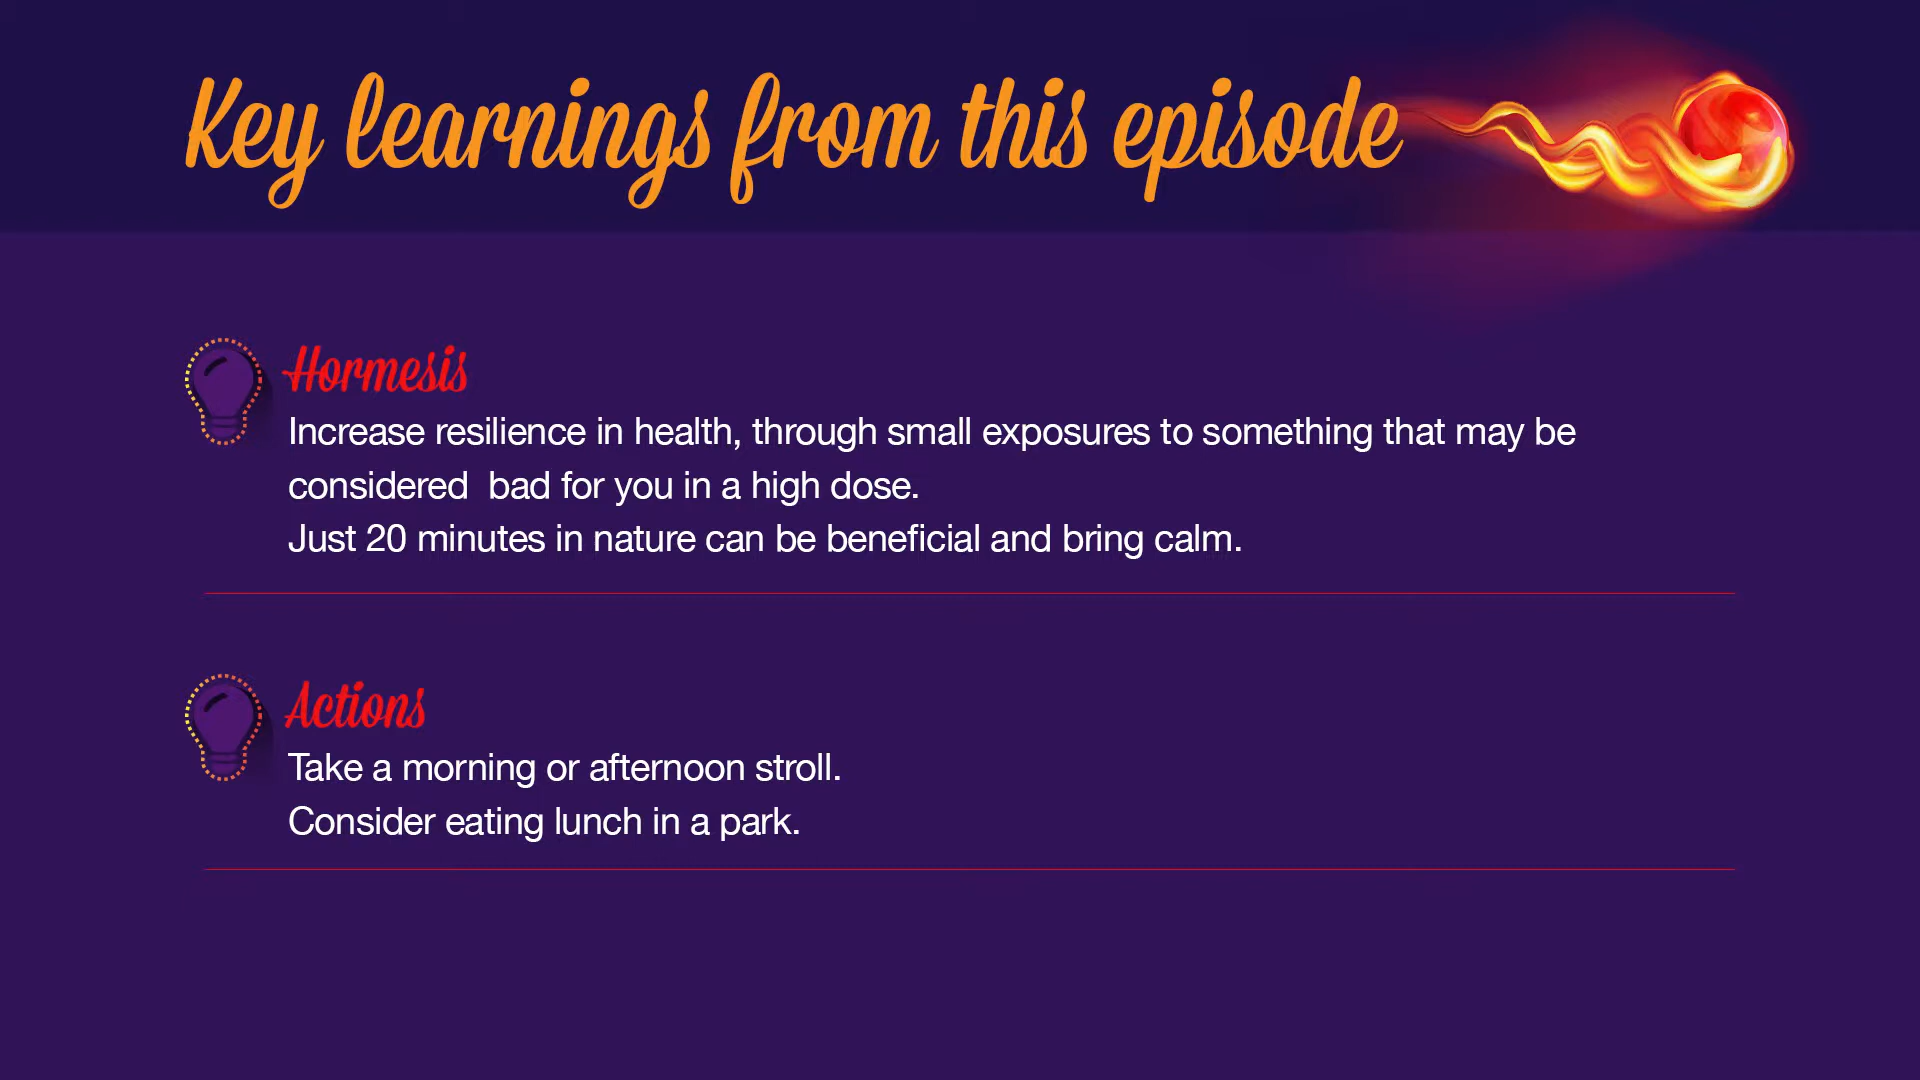 Key learnings from this episode
Hormesis
Increase resilience in health, through small exposures to something that may be
considered  bad for you in a high dose.
Just 20 minutes in nature can be beneficial and bring calm.
Actions
Take a morning or afternoon stroll.
Consider eating lunch in a park.